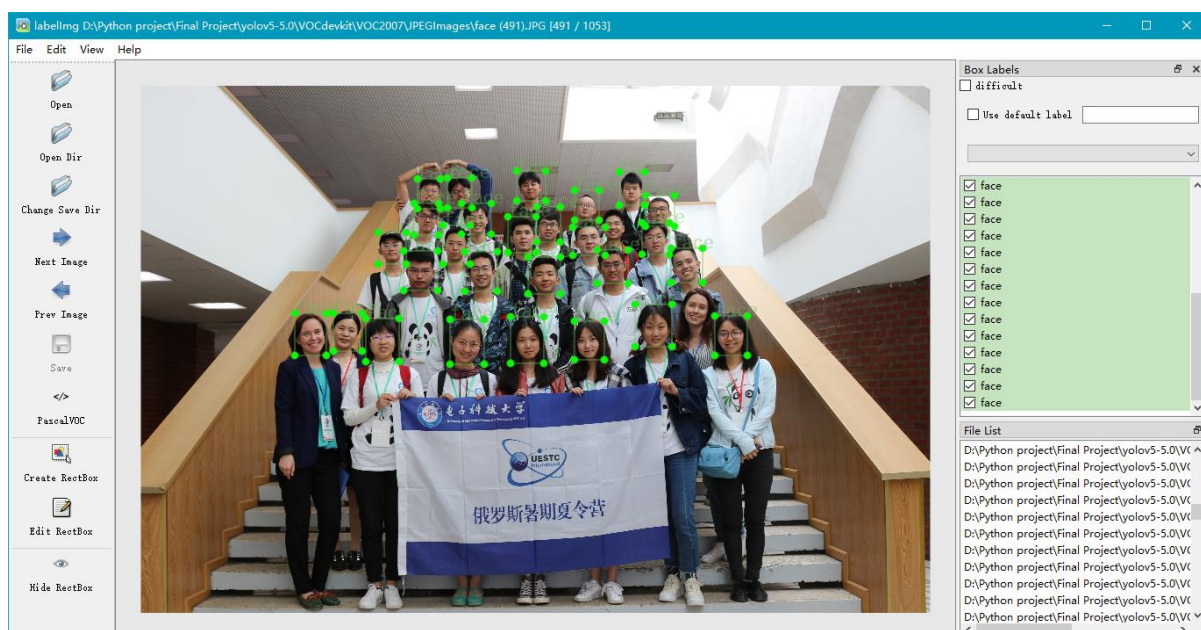 labelImg D:\Python project\Final Project\yolov5-5.0\VOCdevkit\VOC2007\JPEGImages\face (491).JPG [491 / 1053]
File Edit View Help
Open
Open Dir
Change Save Dir
Next Image
Prev Image
Save
</>
PascalVOC
Create RectBox
Edit RectBox
Hide RectBox
电子科技大学
UESTC
俄罗斯暑期夏令营
Box Labels
difficult
Use default label
face
face
face
face
face
face
face
face
face
face
face
face
face
face
File List
D:\Python project\Final Project\yolov5-5.0\VC
D:\Python project\Final Project\yolov5-5.0\VC
D:\Python project\Final Project\yolov5-5.0\VC
D:\Python project\Final Project\yolov5-5.0\VC
D:\Python project\Final Project\yolov5-5.0\VC
D:\Python project\Final Project\yolov5-5.0\VC
D:\Python project\Final Project\yolov5-5.0\VC
D:\Python project\Final Project\yolov5-5.0\VC
D:\Python project\Final Project\yolov5-5.0\VC
D:\Python project\Final Project\yolov5-5.0\VC
D:\Python project\Final Project\yolov5-5.0\VC